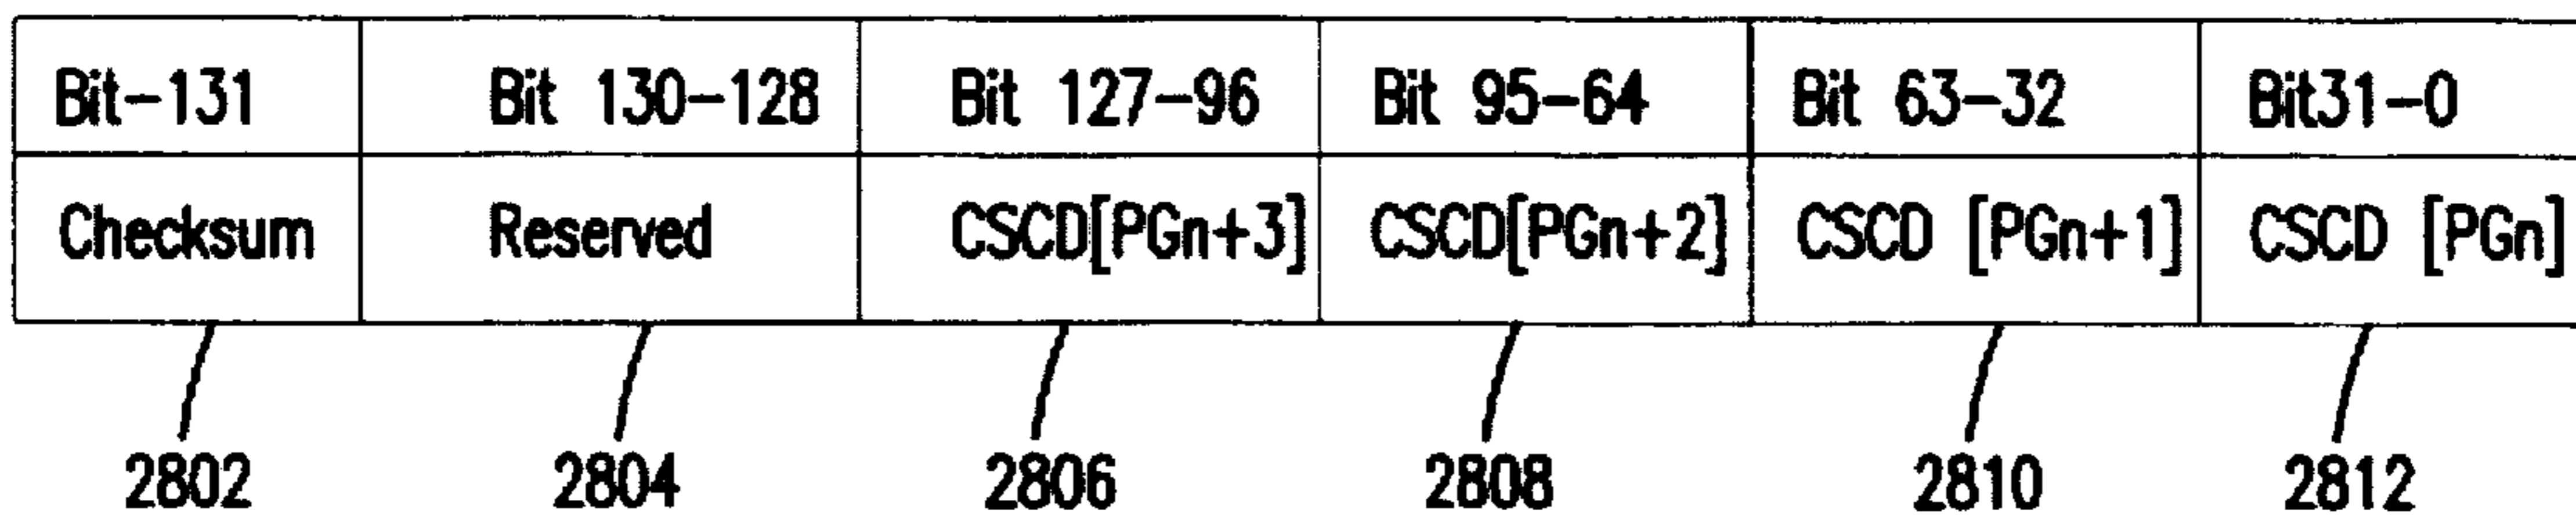 Bit-131 Bit 130-128 Bit 127-96 Bit 95-64 Bit 63-32 Bit31-0
Checksum Reserved CSCD[PGn+3] CSCD[PGn+2] CSCD [PGn+1] CSCD [PGn]
2802 2804 2806 2808 2810 2812